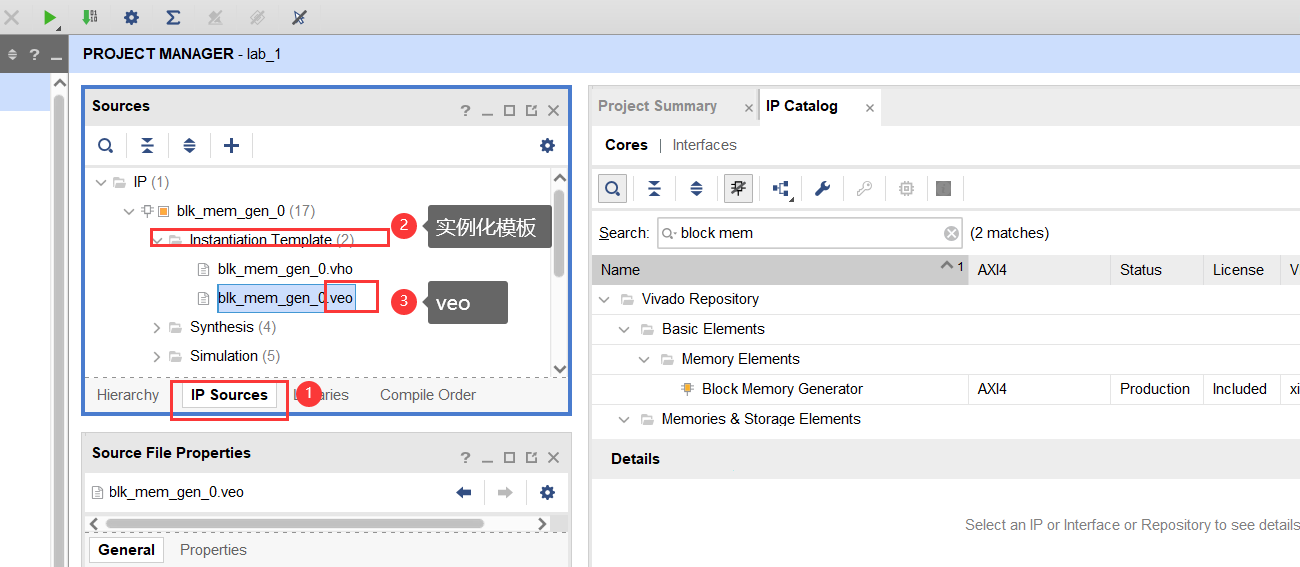 PROJECT MANAGER - lab_1
Sources
IP (1)
blk_mem_gen_0 (17)
Instantiation Template (2)
2 实例化模板
blk_mem_gen_0.vho
blk_mem_gen_0.veo
3 veo
Synthesis (4)
Simulation (5)
Hierarchy IP Sources 1 Compile Order
Source File Properties
blk_mem_gen_0.veo
General Properties
Project Summary IP Catalog
Cores | Interfaces
Search: block mem (2 matches)
Name 1 AXI4 Status License V
Vivado Repository
Basic Elements
Memory Elements
Block Memory Generator AXI4 Production Included xi
Memories & Storage Elements
Details
Select an IP or Interface or Repository to see details